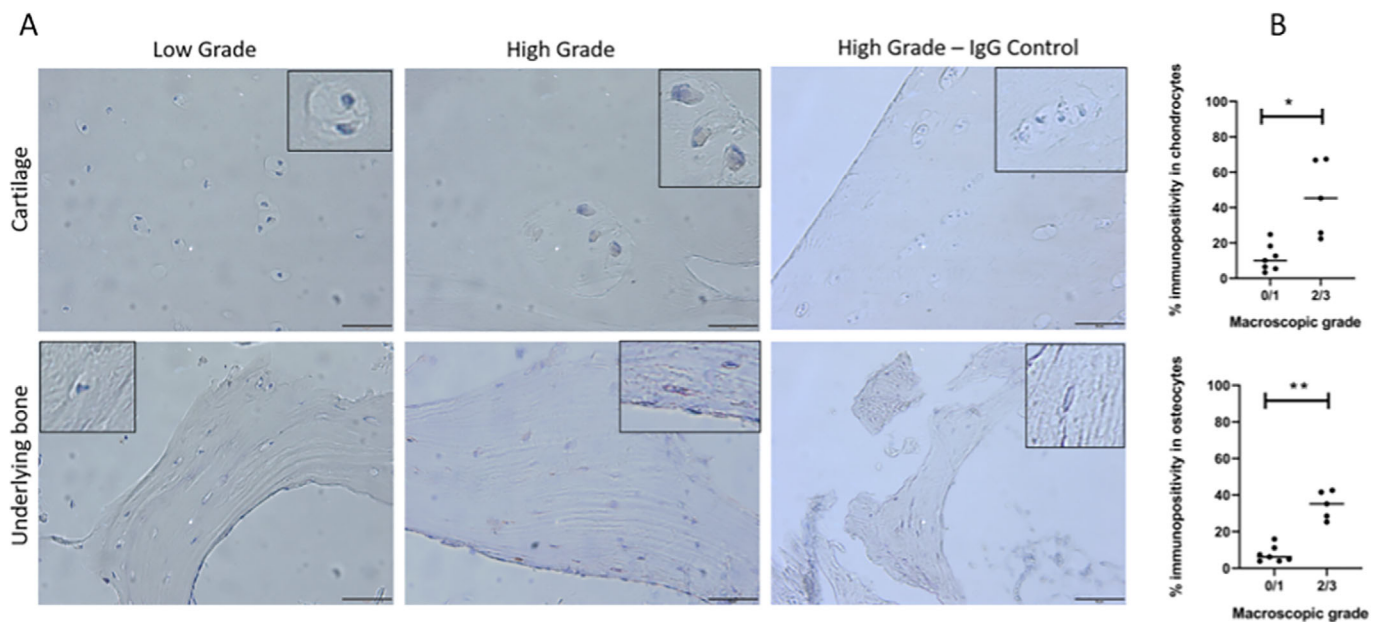 A
B
Low Grade
High Grade
High Grade – IgG Control
Cartilage
Underlying bone
% immunopositivity in chondrocytes
100
80
60
40
20
0
*
0/1
2/3
Macroscopic grade
% immunopositivity in osteocytes
100
80
60
40
20
0
**
0/1
2/3
Macroscopic grade